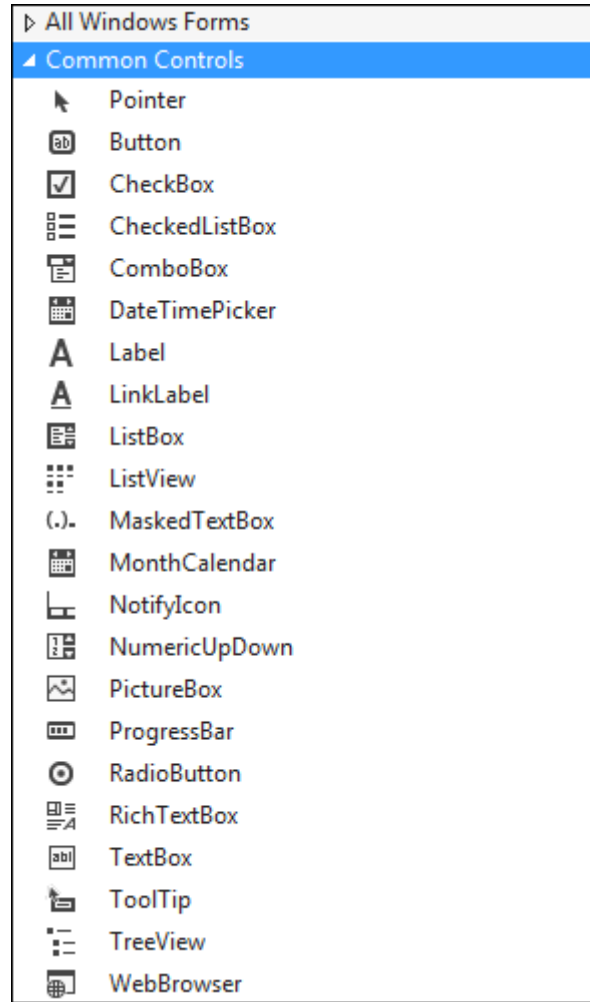 All Windows Forms
Common Controls
Pointer
Button
CheckBox
CheckedListBox
ComboBox
DateTimePicker
Label
LinkLabel
ListBox
ListView
MaskedTextBox
MonthCalendar
NotifyIcon
NumericUpDown
PictureBox
ProgressBar
RadioButton
RichTextBox
TextBox
ToolTip
TreeView
WebBrowser